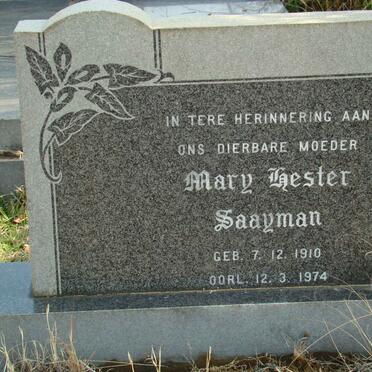 IN TERE HERINNERING AAN
ONS DIERBARE MOEDER
Mary Hester
Saayman
GEB. 7. 12. 1910
OORL. 12. 3. 1974